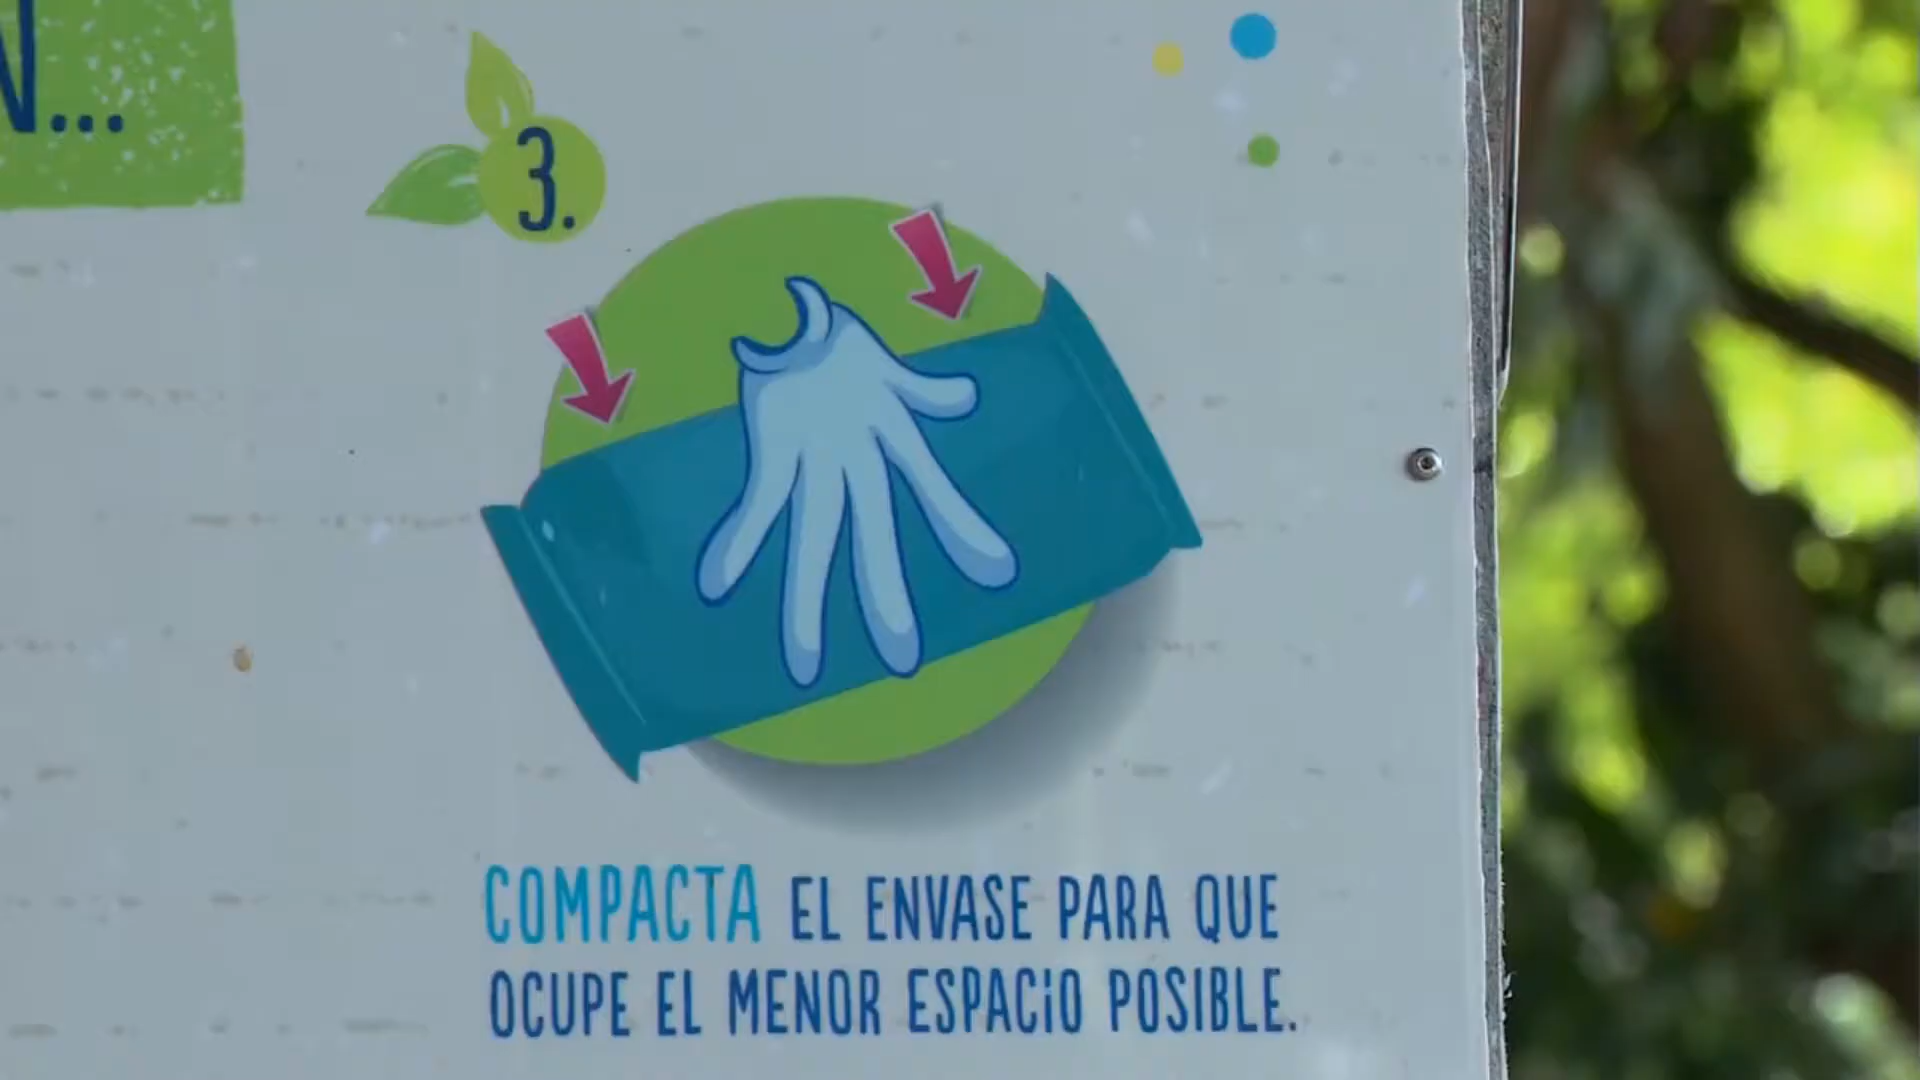 N...
3.
COMPACTA EL ENVASE PARA QUE
OCUPE EL MENOR ESPACiO POSIBLE.